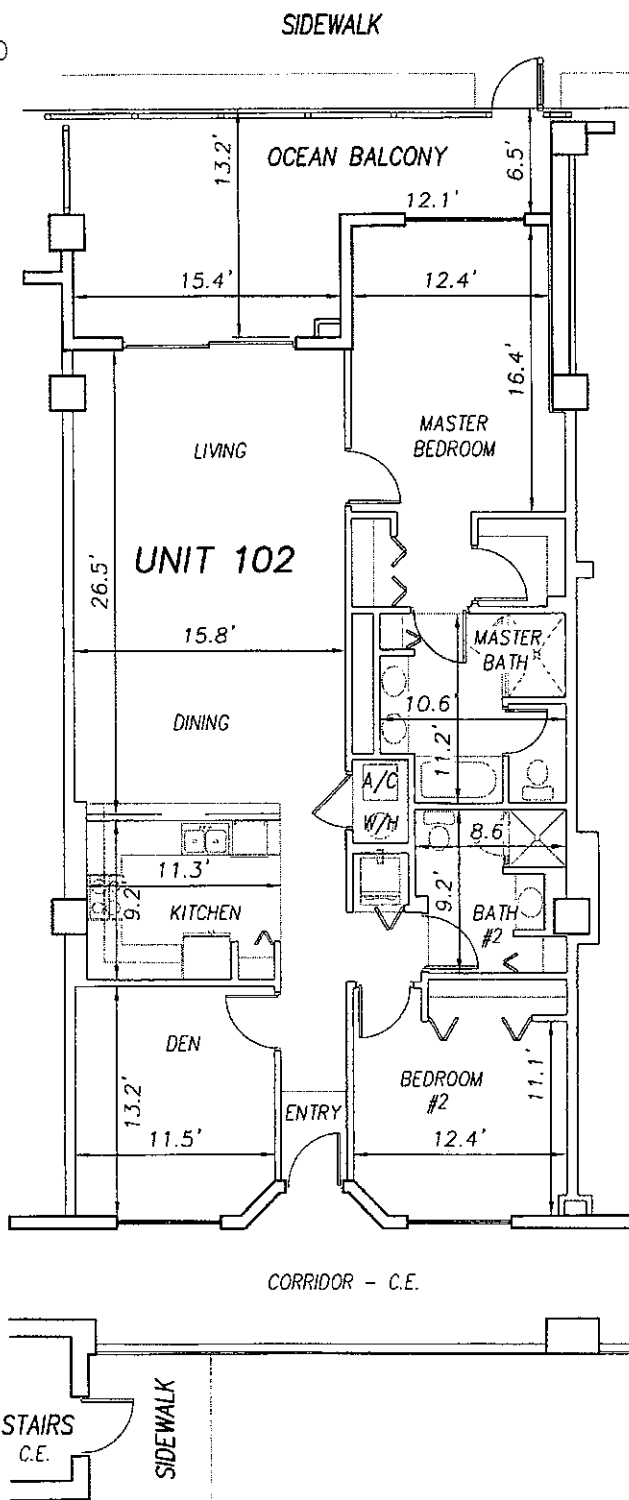 SIDEWALK
OCEAN BALCONY
13.2'
6.5'
12.1'
15.4'
12.4'
16.4'
LIVING
MASTER
BEDROOM
UNIT 102
26.5'
15.8'
MASTER
BATH
10.6
11.2'
DINING
A/C
W/H
8.6
11.3'
9.2
KITCHEN
9.2'
BATH
#2
DEN
13.2'
11.5'
ENTRY
BEDROOM
#2
11.1'
12.4'
CORRIDOR - C.E.
STAIRS
C.E.
SIDEWALK